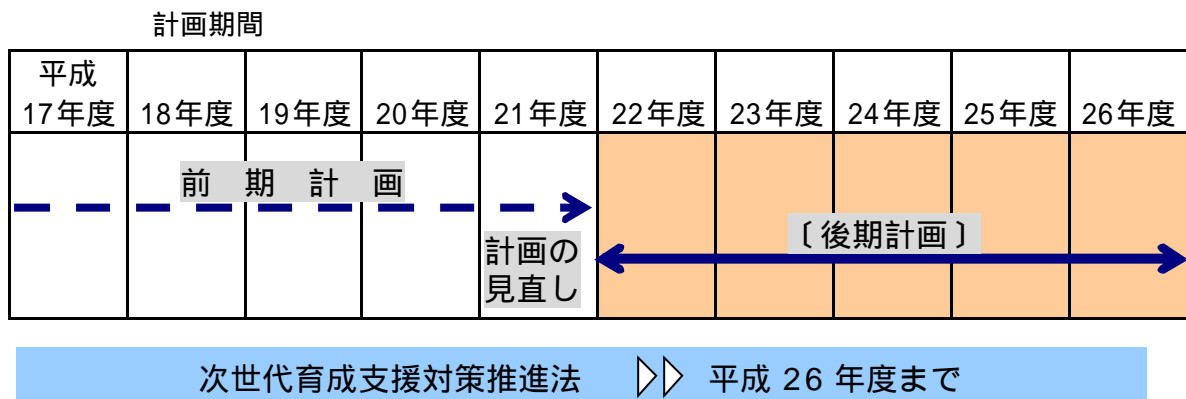 計画期間
平成
17年度 18年度 19年度 20年度 21年度 22年度 23年度 24年度 25年度 26年度
前 期 計 画
〔後期計画〕
計画の
見直し
次世代育成支援対策推進法 ▷▷ 平成 26 年度まで